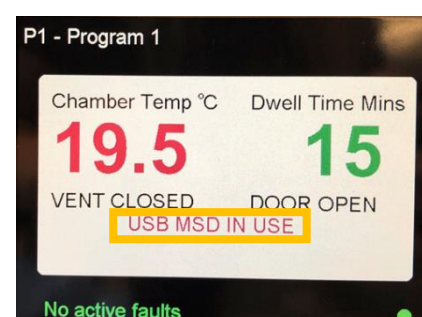 P1 - Program 1
Chamber Temp °C Dwell Time Mins
19.5 15
VENT CLOSED DOOR OPEN
USB MSD IN USE
No active faults